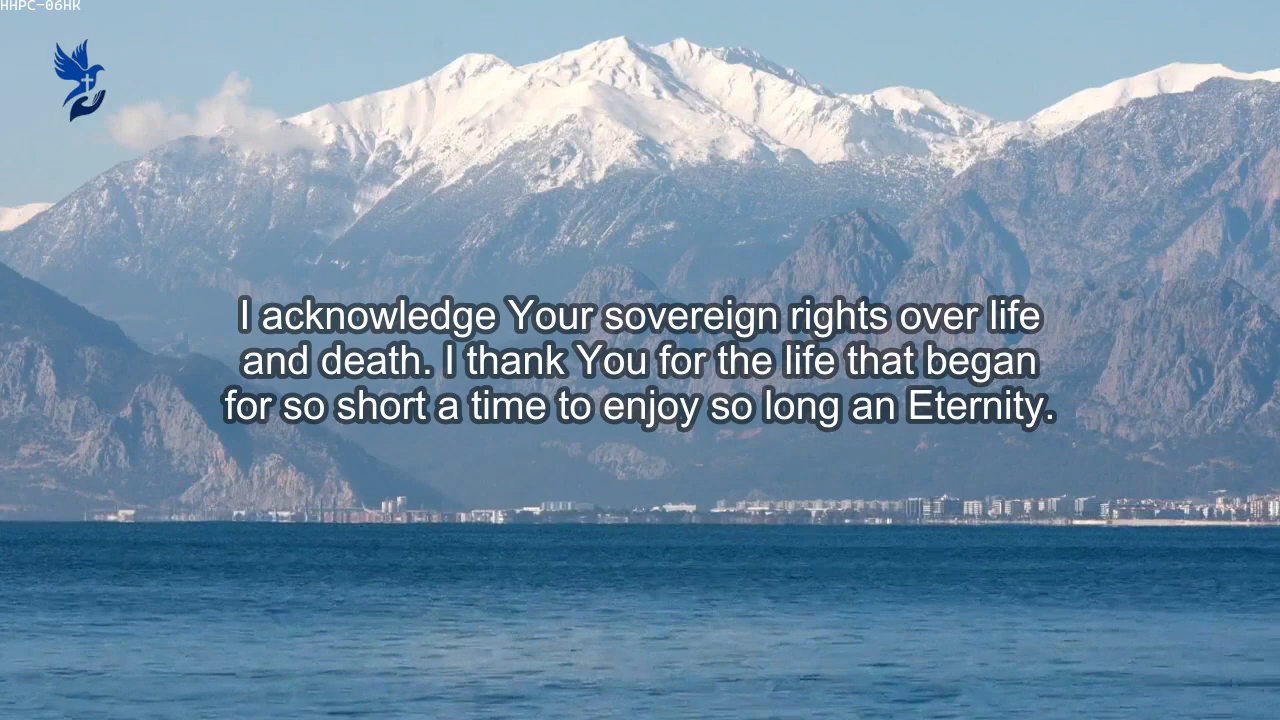 HHPC-06HK
I acknowledge Your sovereign rights over life
and death. I thank You for the life that began
for so short a time to enjoy so long an Eternity.